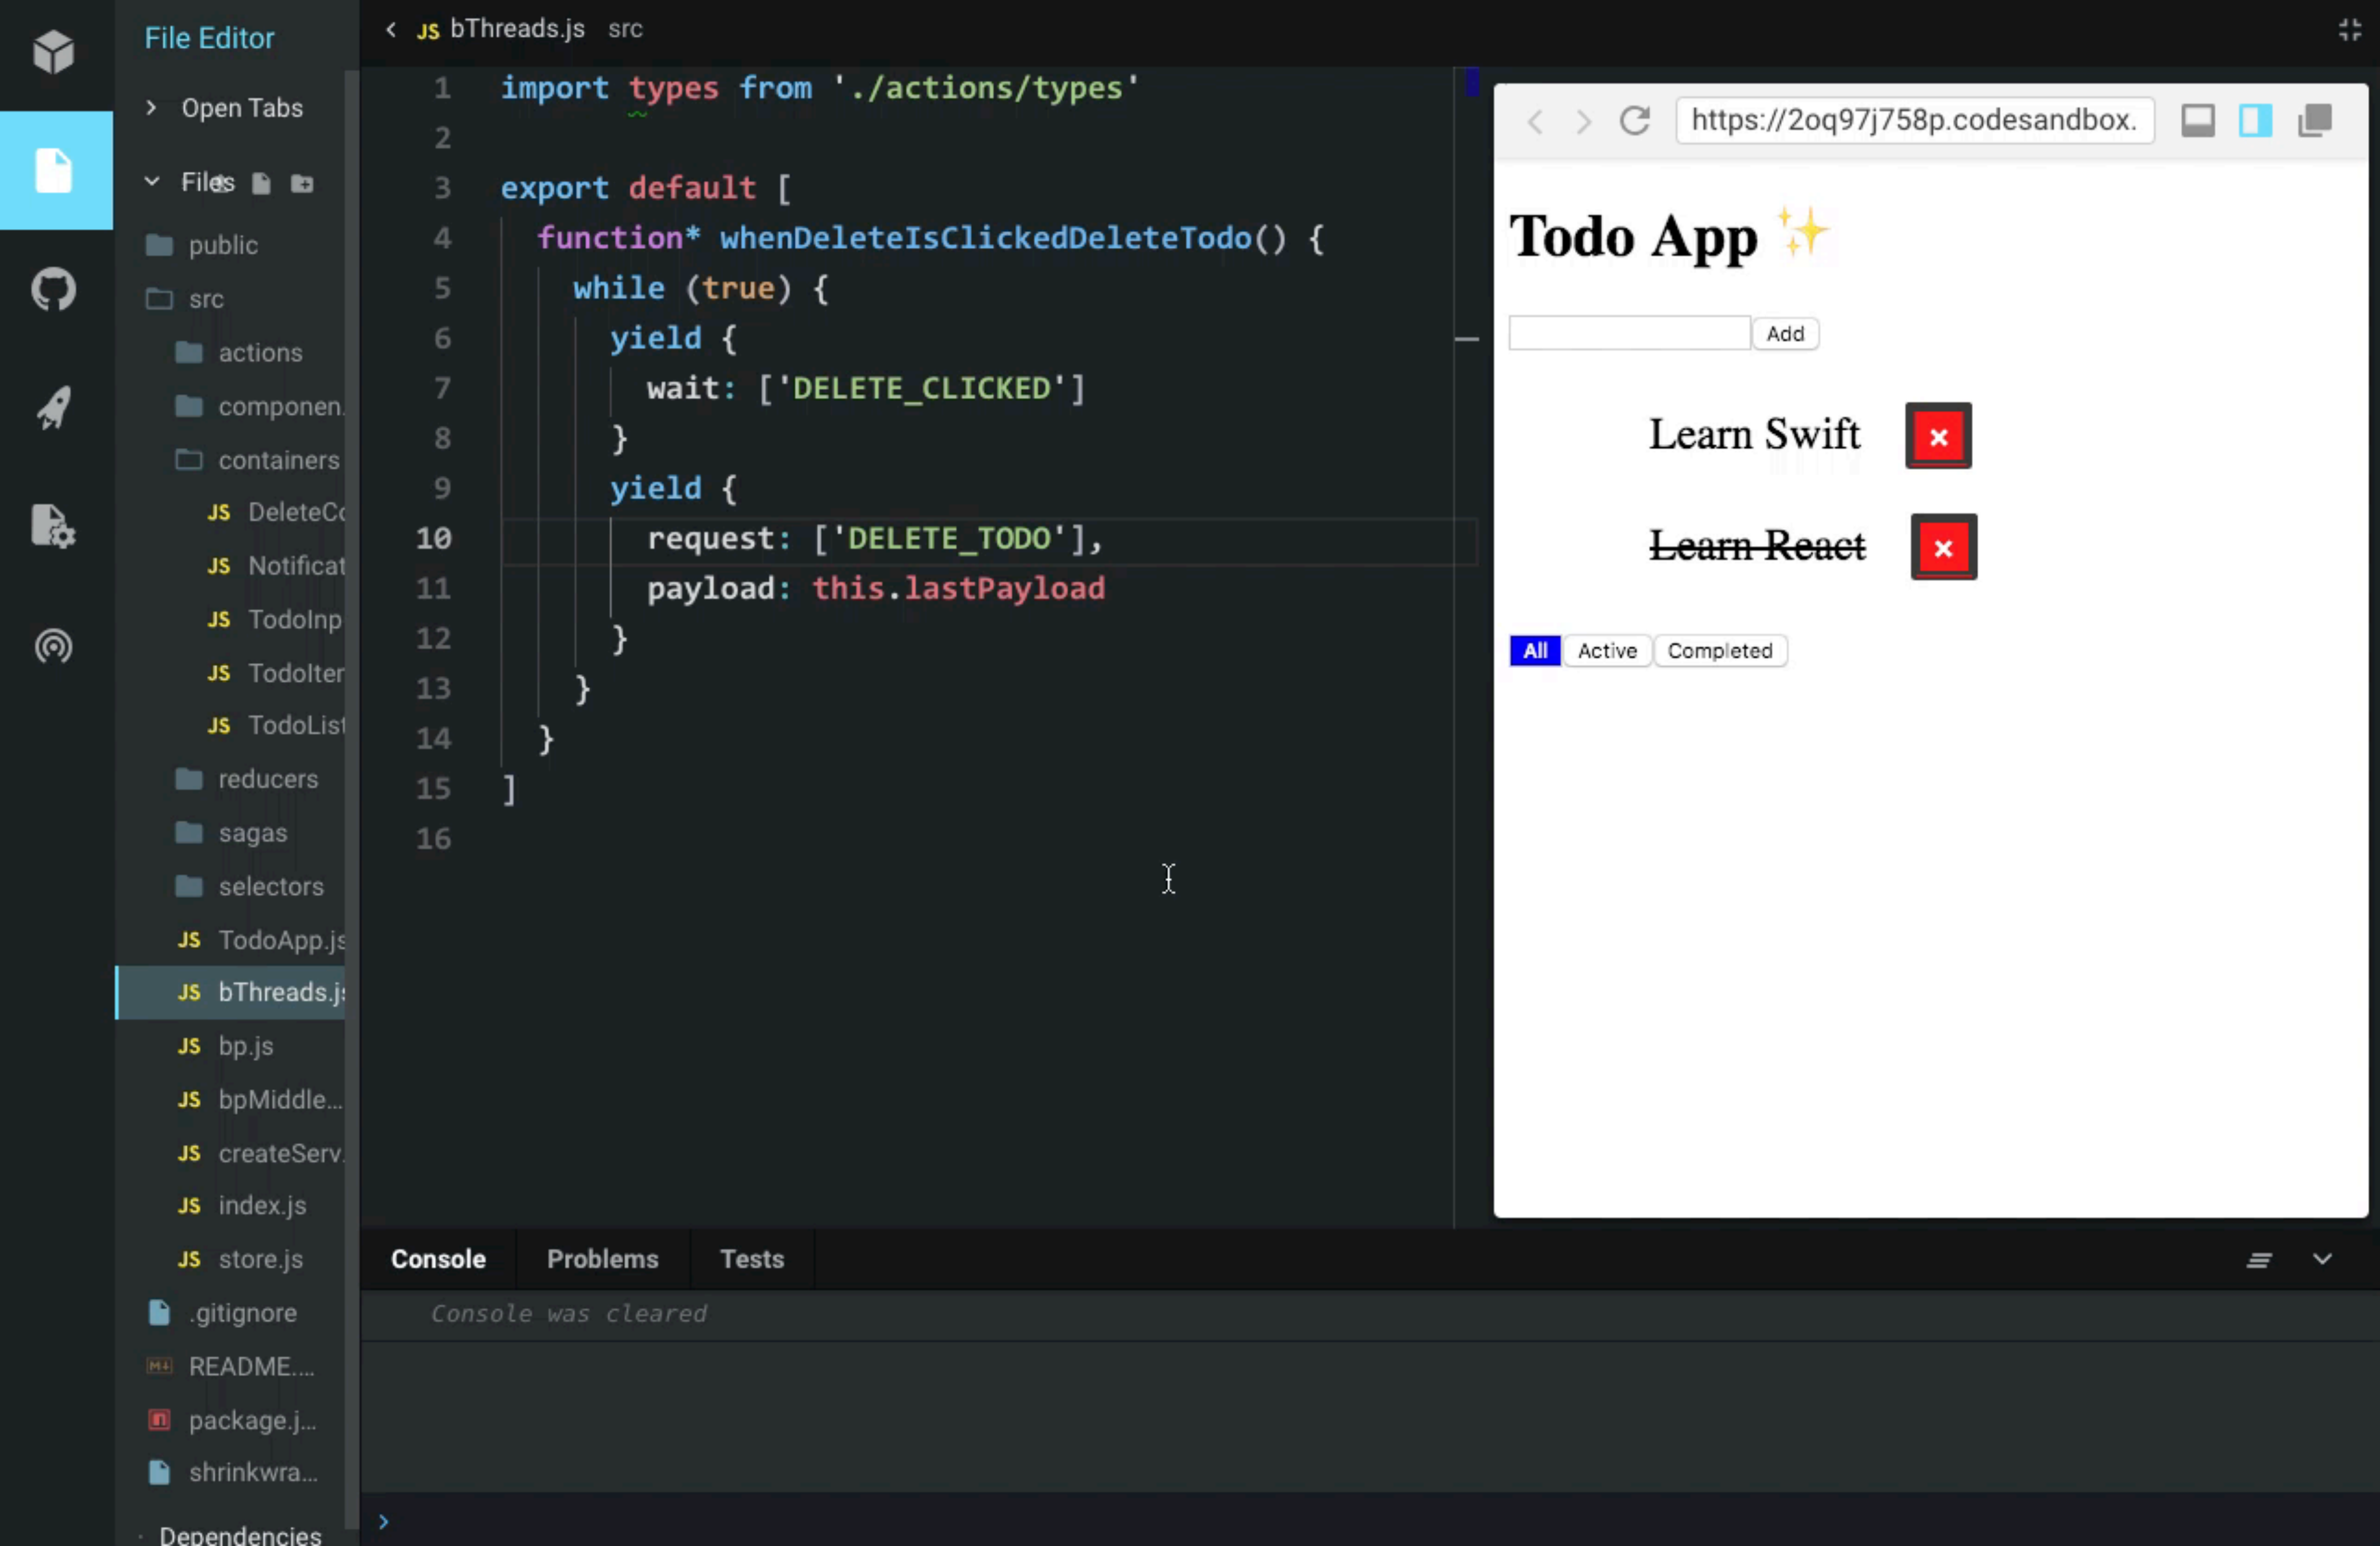 File Editor
Open Tabs
Files
public
src
actions
componen.
containers
JS DeleteCo
JS Notificat
JS TodoInp
JS TodoIter
JS TodoList
reducers
sagas
selectors
JS TodoApp.js
JS bThreads.js
JS bp.js
JS bpMiddle...
JS createServ.
JS index.js
JS store.js
.gitignore
README....
package.j...
shrinkwra...
Dependencies
JS bThreads.js src
1 import types from './actions/types'
2
3 export default [
4 function* whenDeleteIsClickedDeleteTodo() {
5 while (true) {
6 yield {
7 wait: ['DELETE_CLICKED']
8 }
9 yield {
10 request: ['DELETE_TODO'],
11 payload: this.lastPayload
12 }
13 }
14 }
15 ]
16
https://2oq97j758p.codesandbox.
Todo App ✨
Add
Learn Swift ×
Learn React ×
All Active Completed
Console Problems Tests
Console was cleared
›